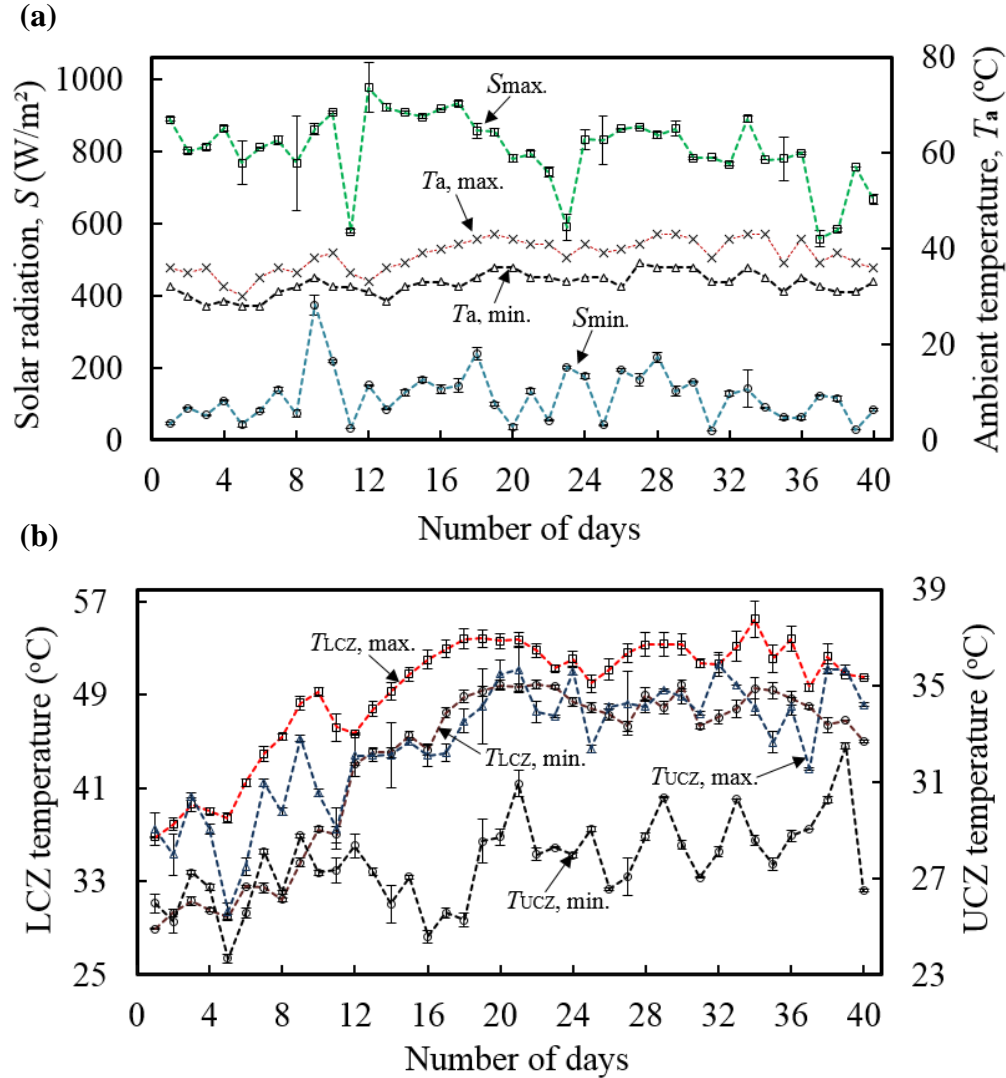 (a)
Solar radiation, S (W/m²)
1000
800
600
400
200
0
Ambient temperature, Ta (°C)
80
60
40
20
0
Smax.
Ta, max.
Ta, min.
Smin.
0 4 8 12 16 20 24 28 32 36 40
Number of days
(b)
LCZ temperature (°C)
57
49
41
33
25
UCZ temperature (°C)
39
35
31
27
23
TLCZ, max.
TLCZ, min.
TUCZ, max.
TUCZ, min.
0 4 8 12 16 20 24 28 32 36 40
Number of days